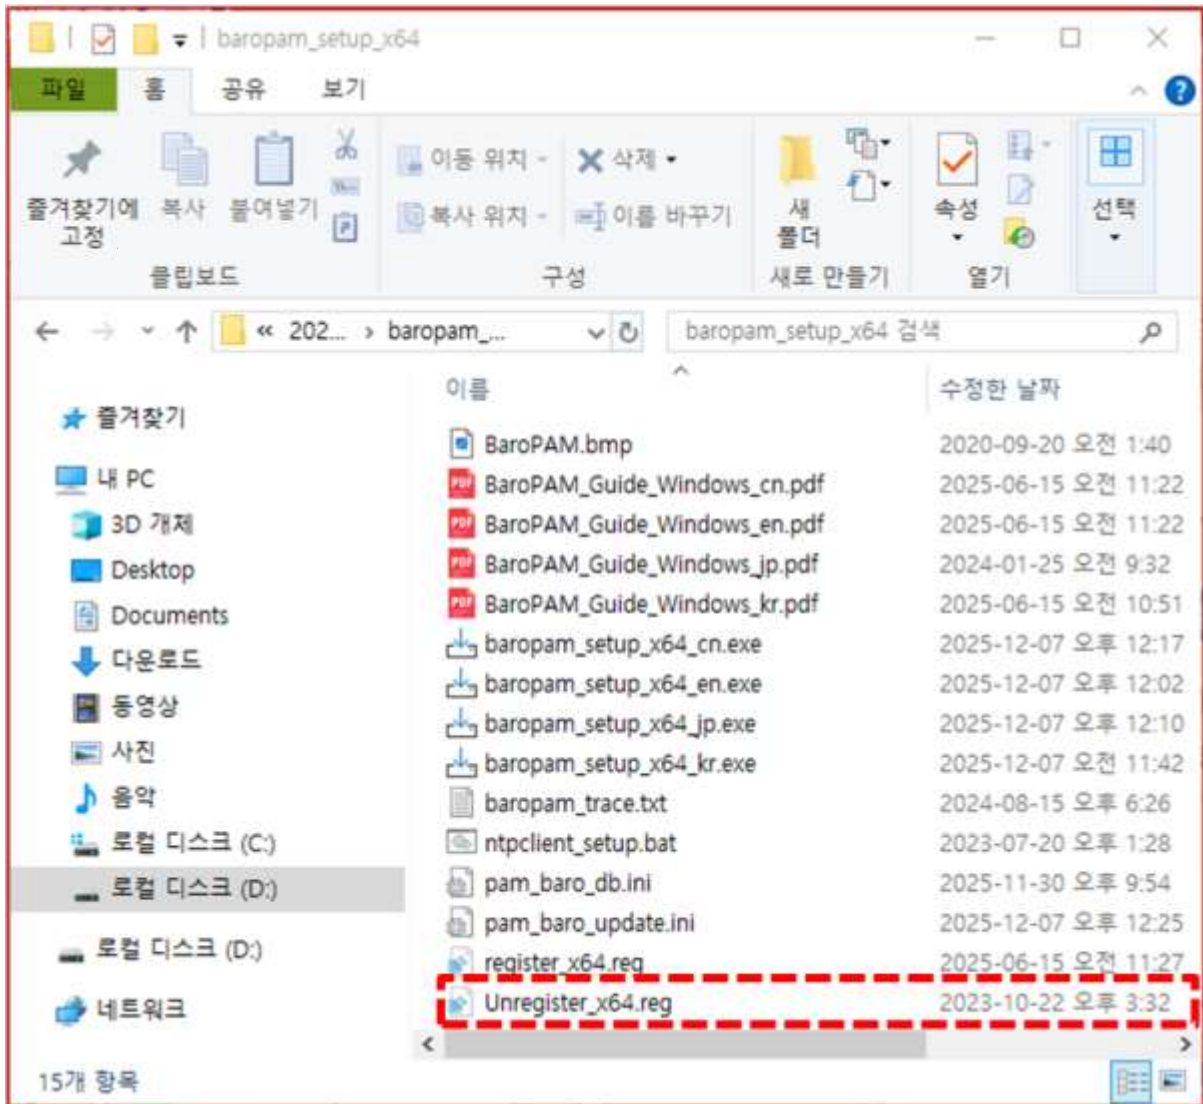 baropam_setup_x64
파일 홈 공유 보기
즐겨찾기에 고정
복사
붙여넣기
이동 위치
복사 위치
삭제
이름 바꾸기
새 폴더
속성
선택
클립보드 구성 새로 만들기 열기
« 202... › baropam_...
baropam_setup_x64 검색
즐겨찾기
내 PC
3D 개체
Desktop
Documents
다운로드
동영상
사진
음악
로컬 디스크 (C:)
로컬 디스크 (D:)
로컬 디스크 (D:)
네트워크
이름 수정한 날짜
BaroPAM.bmp 2020-09-20 오전 1:40
BaroPAM_Guide_Windows_cn.pdf 2025-06-15 오전 11:22
BaroPAM_Guide_Windows_en.pdf 2025-06-15 오전 11:22
BaroPAM_Guide_Windows_jp.pdf 2024-01-25 오전 9:32
BaroPAM_Guide_Windows_kr.pdf 2025-06-15 오전 10:51
baropam_setup_x64_cn.exe 2025-12-07 오후 12:17
baropam_setup_x64_en.exe 2025-12-07 오후 12:02
baropam_setup_x64_jp.exe 2025-12-07 오후 12:10
baropam_setup_x64_kr.exe 2025-12-07 오전 11:42
baropam_trace.txt 2024-08-15 오후 6:26
ntpclient_setup.bat 2023-07-20 오후 1:28
pam_baro_db.ini 2025-11-30 오후 9:54
pam_baro_update.ini 2025-12-07 오후 12:25
register_x64.reg 2025-06-15 오전 11:27
Unregister_x64.reg 2023-10-22 오후 3:32
15개 항목